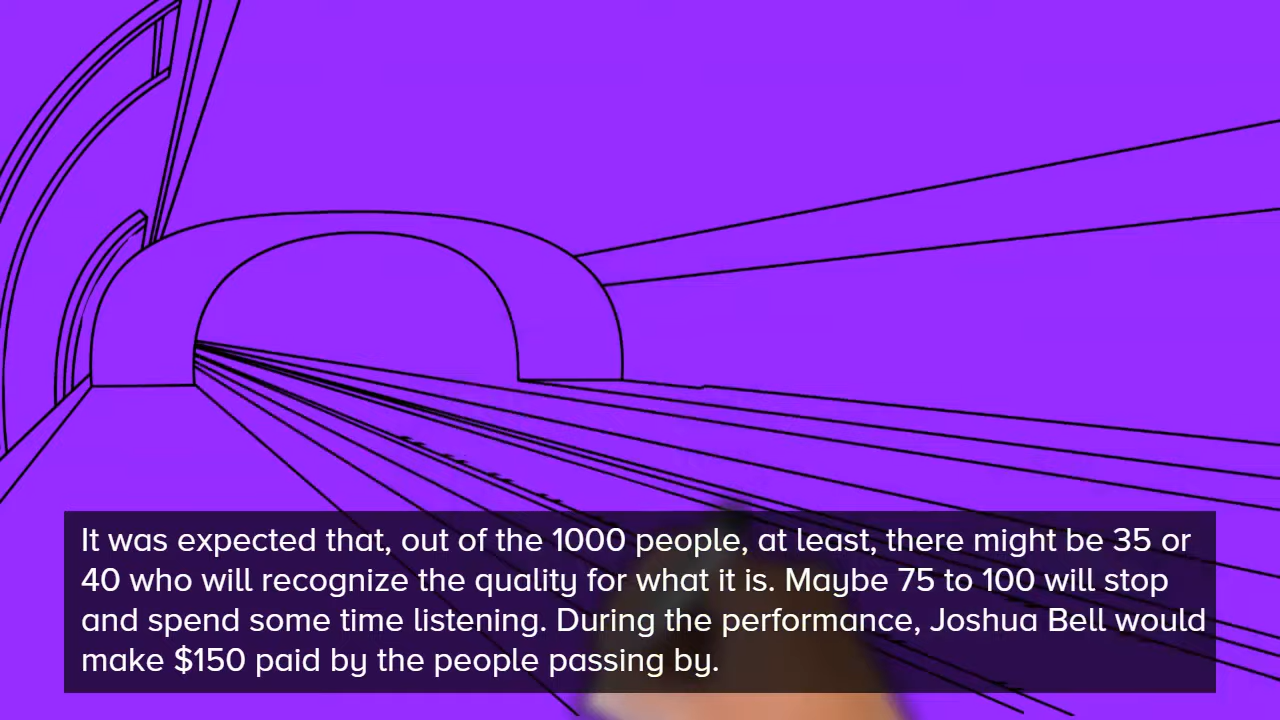 It was expected that, out of the 1000 people, at least, there might be 35 or
40 who will recognize the quality for what it is. Maybe 75 to 100 will stop
and spend some time listening. During the performance, Joshua Bell would
make $150 paid by the people passing by.